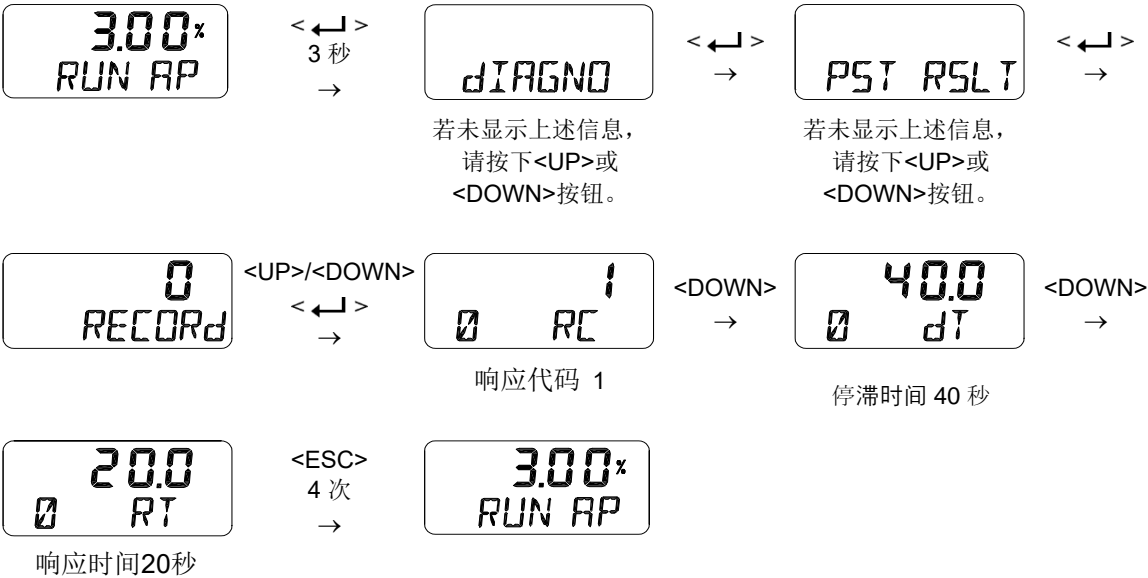 3.00%
RUN AP
< ↵ >
3 秒
→
dIAGNO
若未显示上述信息，
请按下<UP>或
<DOWN>按钮。
< ↵ >
→
PST RSLT
若未显示上述信息，
请按下<UP>或
<DOWN>按钮。
< ↵ >
→
0
RECORd
<UP>/<DOWN>
< ↵ >
→
1
0 RC
响应代码 1
<DOWN>
→
40.0
0 dT
停滞时间 40 秒
<DOWN>
→
20.0
0 RT
响应时间20秒
<ESC>
4 次
→
3.00%
RUN AP